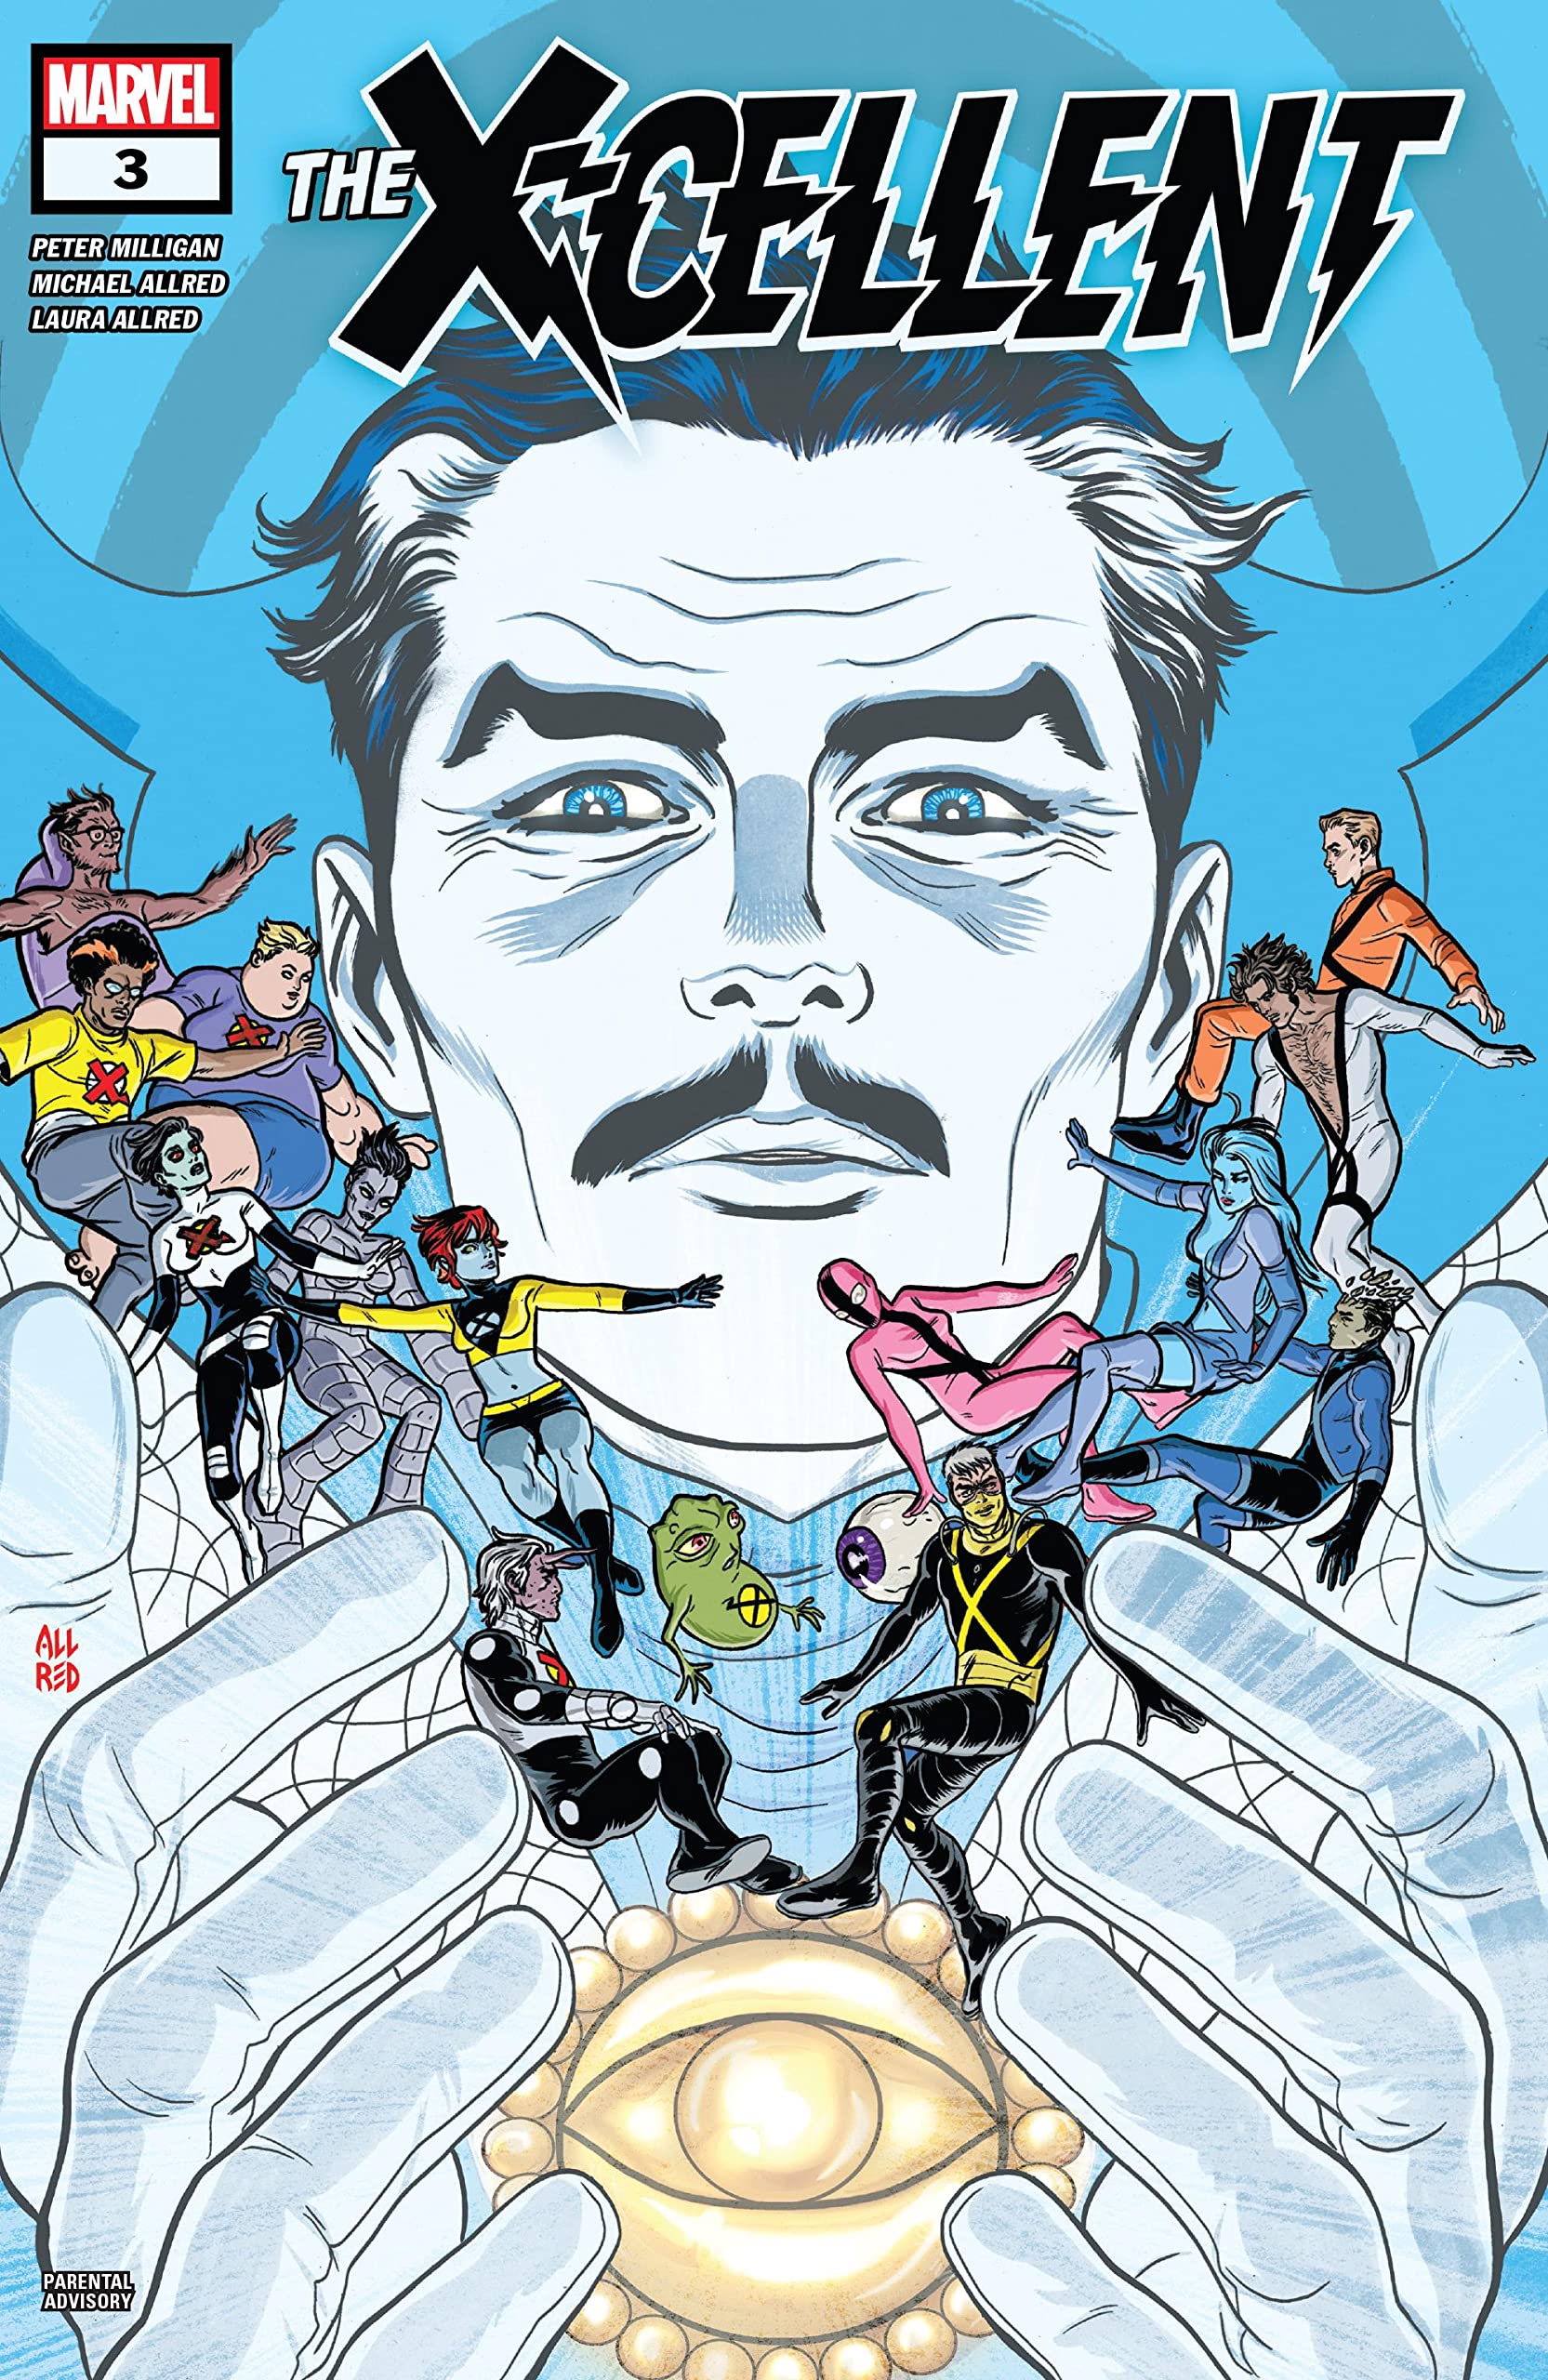 MARVEL
3
THE X-CELLENT
PETER MILLIGAN
MICHAEL ALLRED
LAURA ALLRED
ALL
RED
PARENTAL
ADVISORY